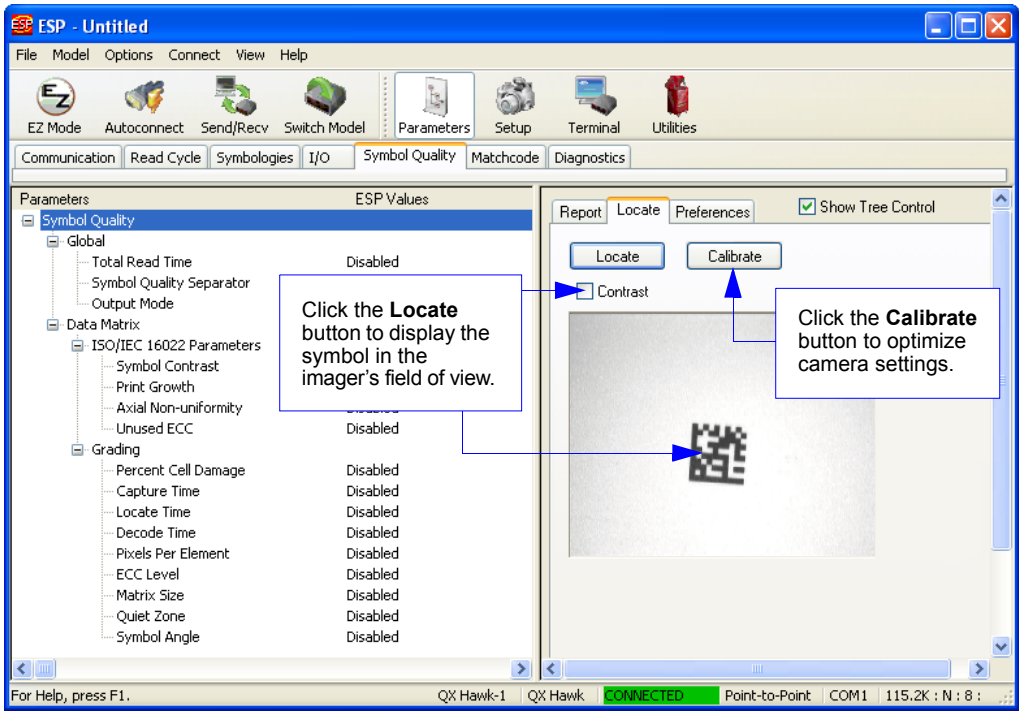 ESP - Untitled
File Model Options Connect View Help
EZ Mode Autoconnect Send/Recv Switch Model Parameters Setup Terminal Utilities
Communication Read Cycle Symbologies I/O Symbol Quality Matchcode Diagnostics
Parameters ESP Values
Symbol Quality
Global
Total Read Time Disabled
Symbol Quality Separator
Output Mode
Data Matrix
ISO/IEC 16022 Parameters
Symbol Contrast
Print Growth
Axial Non-uniformity Disabled
Unused ECC Disabled
Grading
Percent Cell Damage Disabled
Capture Time Disabled
Locate Time Disabled
Decode Time Disabled
Pixels Per Element Disabled
ECC Level Disabled
Matrix Size Disabled
Quiet Zone Disabled
Symbol Angle Disabled
Report Locate Preferences Show Tree Control
Locate Calibrate
Contrast
Click the Locate
button to display the
symbol in the
imager's field of view.
Click the Calibrate
button to optimize
camera settings.
For Help, press F1. QX Hawk-1 QX Hawk CONNECTED Point-to-Point COM1 115.2K : N : 8 :